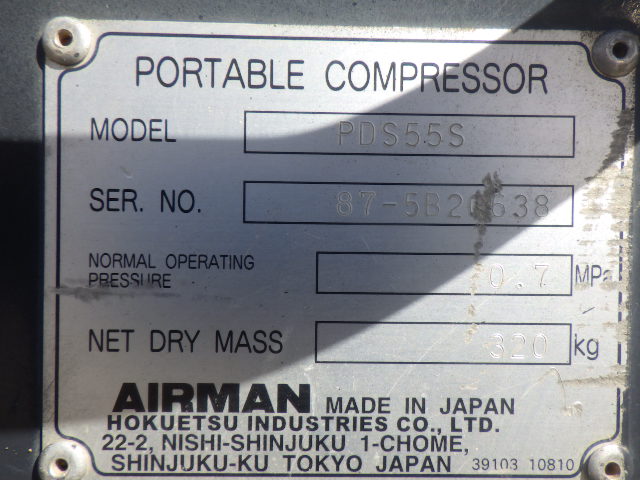 PORTABLE COMPRESSOR
MODEL PDS55S
SER. NO.
NORMAL OPERATING
PRESSURE 0.7 MPa
NET DRY MASS 320 kg
AIRMAN MADE IN JAPAN
HOKUETSU INDUSTRIES CO., LTD.
22-2, NISHI-SHINJUKU 1-CHOME,
SHINJUKU-KU TOKYO JAPAN 39103 10810